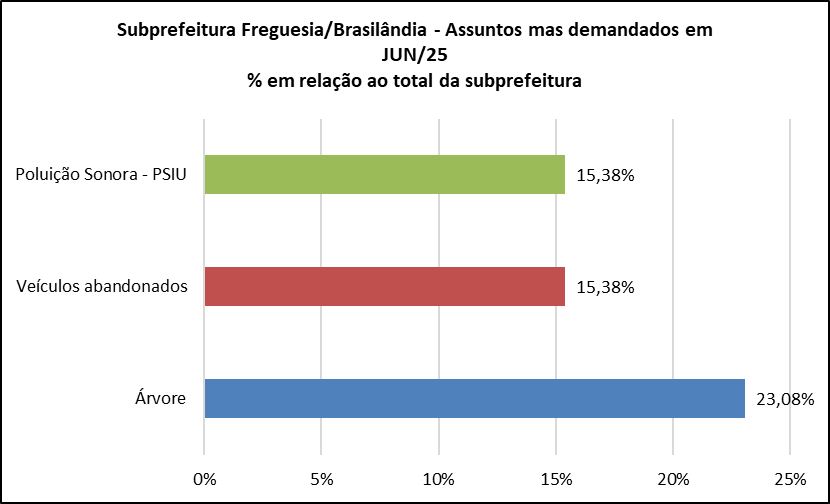 Subprefeitura Freguesia/Brasilândia - Assuntos mas demandados em
JUN/25
% em relação ao total da subprefeitura
Poluição Sonora - PSIU
15,38%
Veículos abandonados
15,38%
Árvore
23,08%
0% 5% 10% 15% 20% 25%